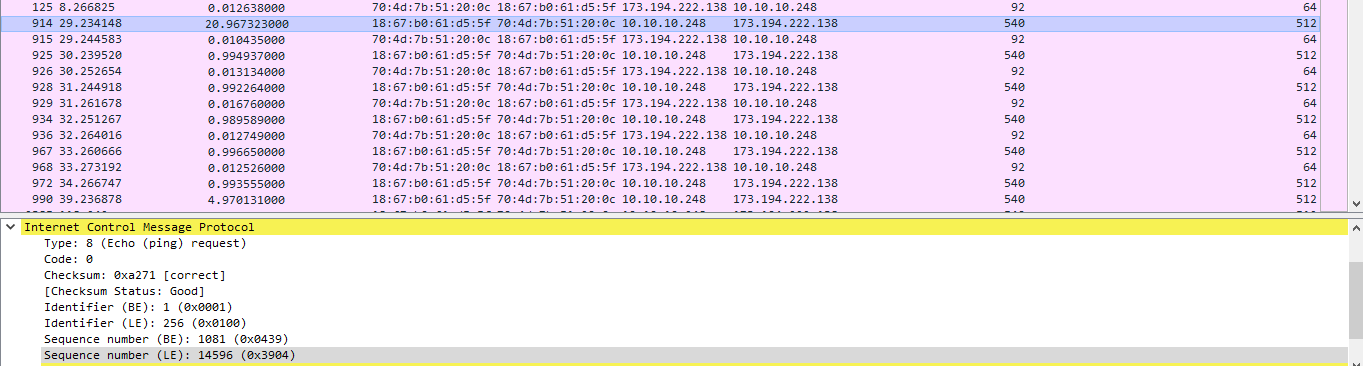 125 8.266825 0.012638000 70:4d:7b:51:20:0c 18:67:b0:61:d5:5f 173.194.222.138 10.10.10.248 92 64
914 29.234148 20.967323000 18:67:b0:61:d5:5f 70:4d:7b:51:20:0c 10.10.10.248 173.194.222.138 540 512
915 29.244583 0.010435000 70:4d:7b:51:20:0c 18:67:b0:61:d5:5f 173.194.222.138 10.10.10.248 92 64
925 30.239520 0.994937000 18:67:b0:61:d5:5f 70:4d:7b:51:20:0c 10.10.10.248 173.194.222.138 540 512
926 30.252654 0.013134000 70:4d:7b:51:20:0c 18:67:b0:61:d5:5f 173.194.222.138 10.10.10.248 92 64
928 31.244918 0.992264000 18:67:b0:61:d5:5f 70:4d:7b:51:20:0c 10.10.10.248 173.194.222.138 540 512
929 31.261678 0.016760000 70:4d:7b:51:20:0c 18:67:b0:61:d5:5f 173.194.222.138 10.10.10.248 92 64
934 32.251267 0.989589000 18:67:b0:61:d5:5f 70:4d:7b:51:20:0c 10.10.10.248 173.194.222.138 540 512
936 32.264016 0.012749000 70:4d:7b:51:20:0c 18:67:b0:61:d5:5f 173.194.222.138 10.10.10.248 92 64
967 33.260666 0.996650000 18:67:b0:61:d5:5f 70:4d:7b:51:20:0c 10.10.10.248 173.194.222.138 540 512
968 33.273192 0.012526000 70:4d:7b:51:20:0c 18:67:b0:61:d5:5f 173.194.222.138 10.10.10.248 92 64
972 34.266747 0.993555000 18:67:b0:61:d5:5f 70:4d:7b:51:20:0c 10.10.10.248 173.194.222.138 540 512
990 39.236878 4.970131000 18:67:b0:61:d5:5f 70:4d:7b:51:20:0c 10.10.10.248 173.194.222.138 540 512
Internet Control Message Protocol
Type: 8 (Echo (ping) request)
Code: 0
Checksum: 0xa271 [correct]
[Checksum Status: Good]
Identifier (BE): 1 (0x0001)
Identifier (LE): 256 (0x0100)
Sequence number (BE): 1081 (0x0439)
Sequence number (LE): 14596 (0x3904)